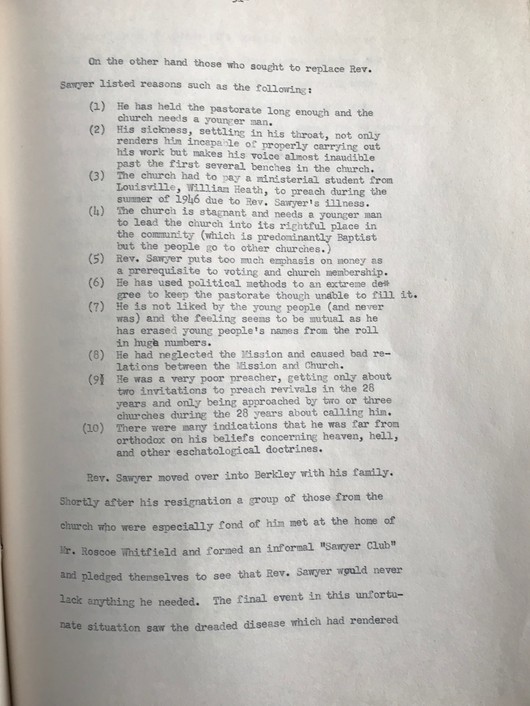 On the other hand those who sought to replace Rev.
Sawyer listed reasons such as the following:
(1) He has held the pastorate long enough and the
church needs a younger man.
(2) His sickness, settling in his throat, not only
renders him incapable of properly carrying out
his work but makes his voice almost inaudible
past the first several benches in the church.
(3) The church had to pay a ministerial student from
Louisville, William Heath, to preach during the
summer of 1946 due to Rev. Sawyer's illness.
(4) The church is stagnant and needs a younger man
to lead the church into its rightful place in
the community (which is predominantly Baptist
but the people go to other churches.)
(5) Rev. Sawyer puts too much emphasis on money as
a prerequisite to voting and church membership.
(6) He has used political methods to an extreme de-
gree to keep the pastorate though unable to fill it.
(7) He is not liked by the young people (and never
was) and the feeling seems to be mutual as he
has erased young people's names from the roll
in huge numbers.
(8) He had neglected the Mission and caused bad re-
lations between the Mission and Church.
(9) He was a very poor preacher, getting only about
two invitations to preach revivals in the 28
years and only being approached by two or three
churches during the 28 years about calling him.
(10) There were many indications that he was far from
orthodox on his beliefs concerning heaven, hell,
and other eschatological doctrines.
Rev. Sawyer moved over into Berkley with his family.
Shortly after his resignation a group of those from the
church who were especially fond of him met at the home of
Mr. Roscoe Whitfield and formed an informal "Sawyer Club"
and pledged themselves to see that Rev. Sawyer would never
lack anything he needed. The final event in this unfortu-
nate situation saw the dreaded disease which had rendered